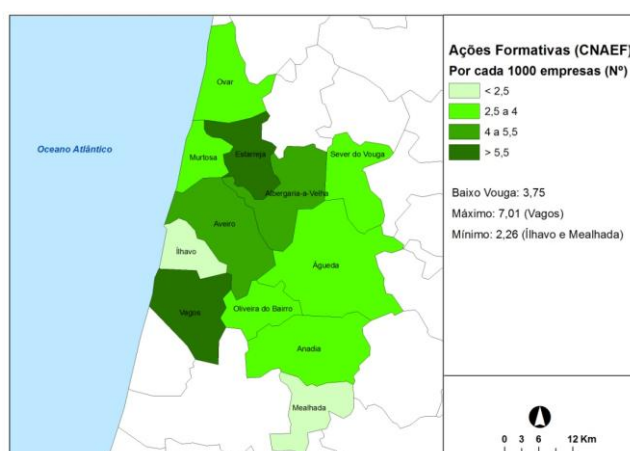 Ações Formativas (CNAEF)
Por cada 1000 empresas (Nº)
< 2,5
2,5 a 4
4 a 5,5
> 5,5
Baixo Vouga: 3,75
Máximo: 7,01 (Vagos)
Mínimo: 2,26 (Ílhavo e Mealhada)
Oceano Atlântico
Ovar
Murtosa
Estarreja
Sever do Vouga
Albergaria-a-Velha
Aveiro
Ílhavo
Águeda
Vagos
Oliveira do Bairro
Anadia
Mealhada
0 3 6 12 Km